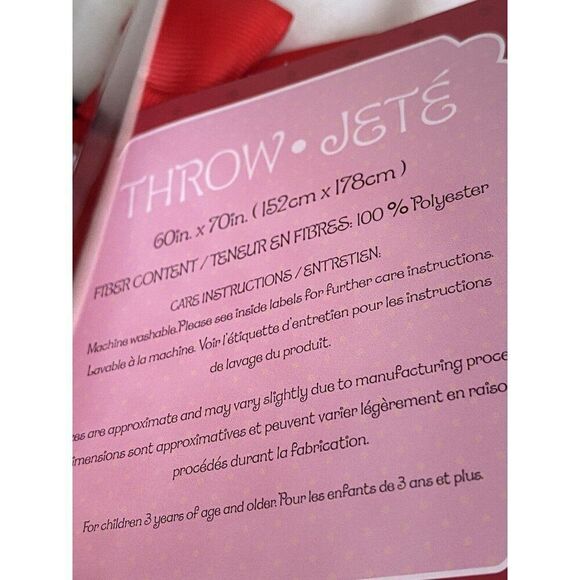 THROW • JETÉ
60in. x 70in. ( 152cm x 178cm )
FIBER CONTENT / TENEUR EN FIBRES: 100 % Polyester
CARE INSTRUCTIONS / ENTRETIEN:
Machine washable.Please see inside labels for further care instructions.
Lavable à la machine. Voir l'étiquette d'entretien pour les instructions
de lavage du produit.
are approximate and may vary slightly due to manufacturing
sont approximatives et peuvent varier légèrement en
procédés durant la fabrication.
For children 3 years of age and older. Pour les enfants de 3 ans et plus.